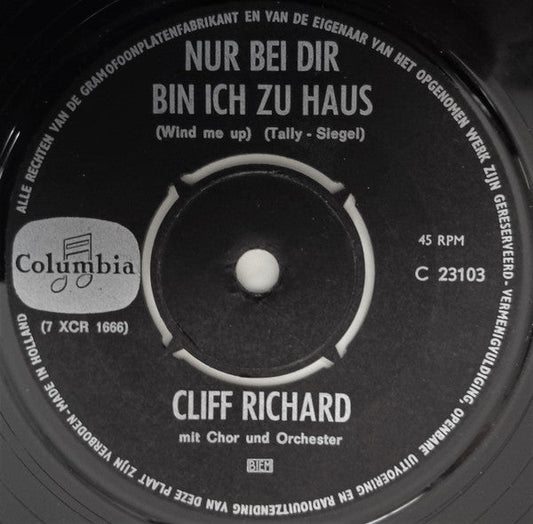 ALLE RECHTEN VAN DE GRAMOFOONPLATENFABRIKANT EN VAN DE EIGENAAR VAN HET OPGENOMEN WERK ZIJN GERESERVEERD-VERMENIGVULDIGING, OPENBARE UITVOERING EN RADIOUITZENDING VAN DEZE PLAAT ZIJN VERBODEN-MADE IN HOLLAND
NUR BEI DIR
BIN ICH ZU HAUS
(Wind me up) (Tally - Siegel)
45 RPM
C 23103
Columbia
(7 XCR 1666)
CLIFF RICHARD
mit Chor und Orchester
BIEM